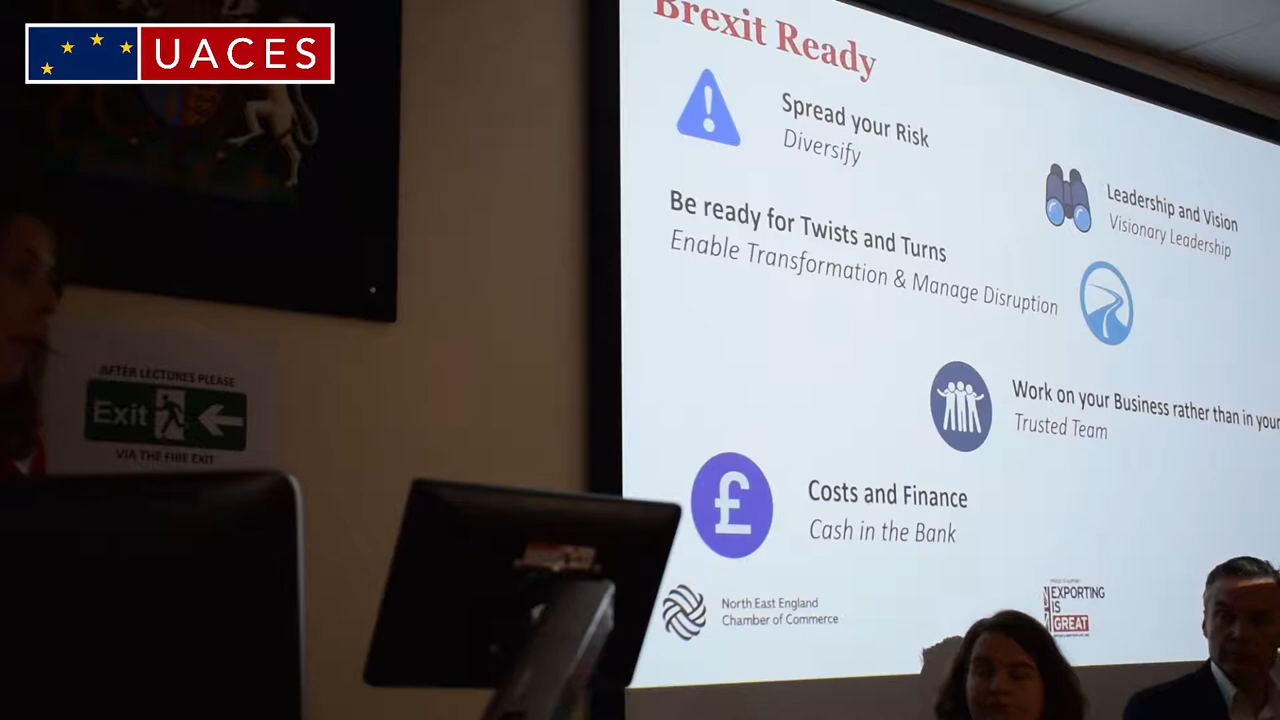 UACES
Brexit Ready
Spread your Risk
Diversify
Leadership and Vision
Visionary Leadership
Be ready for Twists and Turns
Enable Transformation & Manage Disruption
Work on your Business rather than in your
Trusted Team
£
Costs and Finance
Cash in the Bank
North East England
Chamber of Commerce
EXPORTING
IS
GREAT
AFTER LECTURES PLEASE
Exit
VIA THE FIRE EXIT